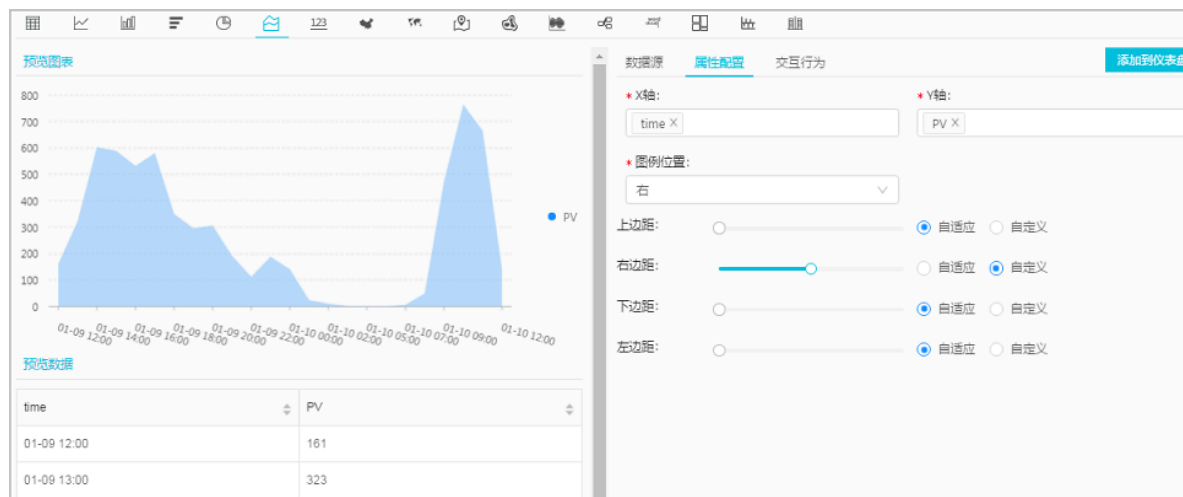 123
预览图表
数据源 属性配置 交互行为 添加到仪表盘
* X轴: * Y轴:
time X PV X
* 图例位置:
右
上边距: 自适应 自定义
右边距: 自适应 自定义
下边距: 自适应 自定义
左边距: 自适应 自定义
800
700
600
500
400
300
200
100
0
PV
01-09 12:00 01-09 14:00 01-09 16:00 01-09 18:00 01-09 20:00 01-09 22:00 01-10 00:00 01-10 02:00 01-10 05:00 01-10 07:00 01-10 09:00 01-10 12:00
预览数据
time PV
01-09 12:00 161
01-09 13:00 323